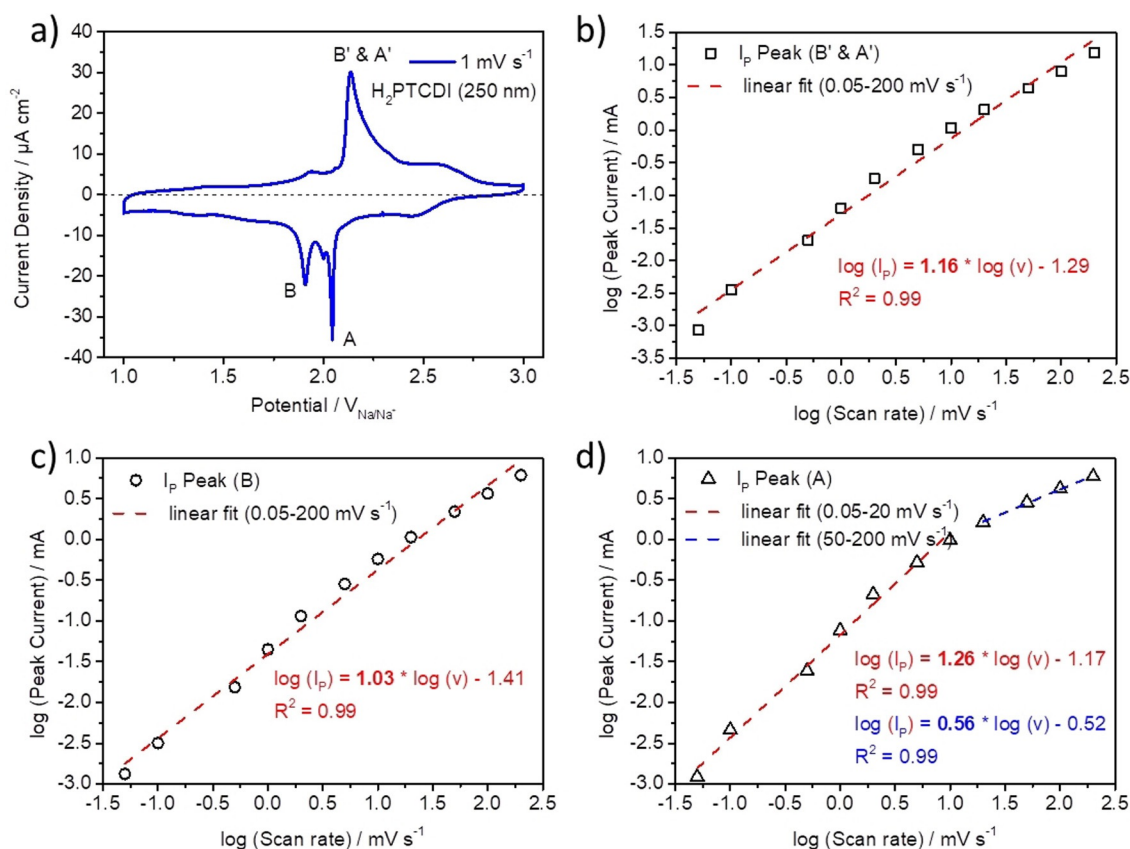 a)
40
30
20
10
0
-10
-20
-30
-40
1.0
1.5
2.0
2.5
3.0
Current Density / µA cm⁻²
Potential / V_Na/Na⁺
B' & A'
1 mV s⁻¹
H₂PTCDI (250 nm)
B
A
b)
1.5
1.0
0.5
0.0
-0.5
-1.0
-1.5
-2.0
-2.5
-3.0
-3.5
-1.5 -1.0 -0.5 0.0 0.5 1.0 1.5 2.0 2.5
log (Peak Current) / mA
log (Scan rate) / mV s⁻¹
I_P Peak (B' & A')
linear fit (0.05-200 mV s⁻¹)
log (I_P) = 1.16 * log (v) - 1.29
R² = 0.99
c)
1.0
0.5
0.0
-0.5
-1.0
-1.5
-2.0
-2.5
-3.0
-1.5 -1.0 -0.5 0.0 0.5 1.0 1.5 2.0 2.5
log (Peak Current) / mA
log (Scan rate) / mV s⁻¹
I_P Peak (B)
linear fit (0.05-200 mV s⁻¹)
log (I_P) = 1.03 * log (v) - 1.41
R² = 0.99
d)
1.0
0.5
0.0
-0.5
-1.0
-1.5
-2.0
-2.5
-3.0
-1.5 -1.0 -0.5 0.0 0.5 1.0 1.5 2.0 2.5
log (Peak Current) / mA
log (Scan rate) / mV s⁻¹
I_P Peak (A)
linear fit (0.05-20 mV s⁻¹)
linear fit (50-200 mV s⁻¹)
log (I_P) = 1.26 * log (v) - 1.17
R² = 0.99
log (I_P) = 0.56 * log (v) - 0.52
R² = 0.99